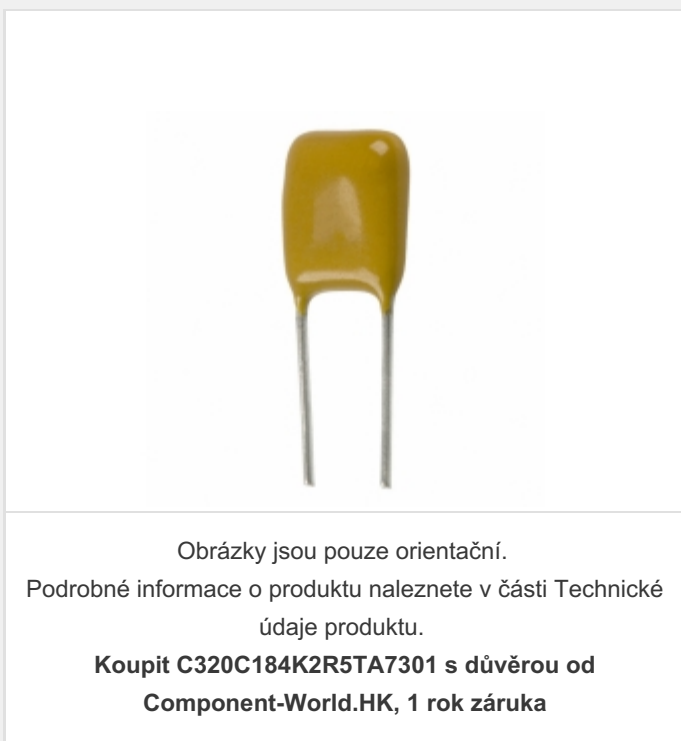 Obrázky jsou pouze orientační.
Podrobné informace o produktu naleznete v části Technické
údaje produktu.
Koupit C320C184K2R5TA7301 s důvěrou od
Component-World.HK, 1 rok záruka